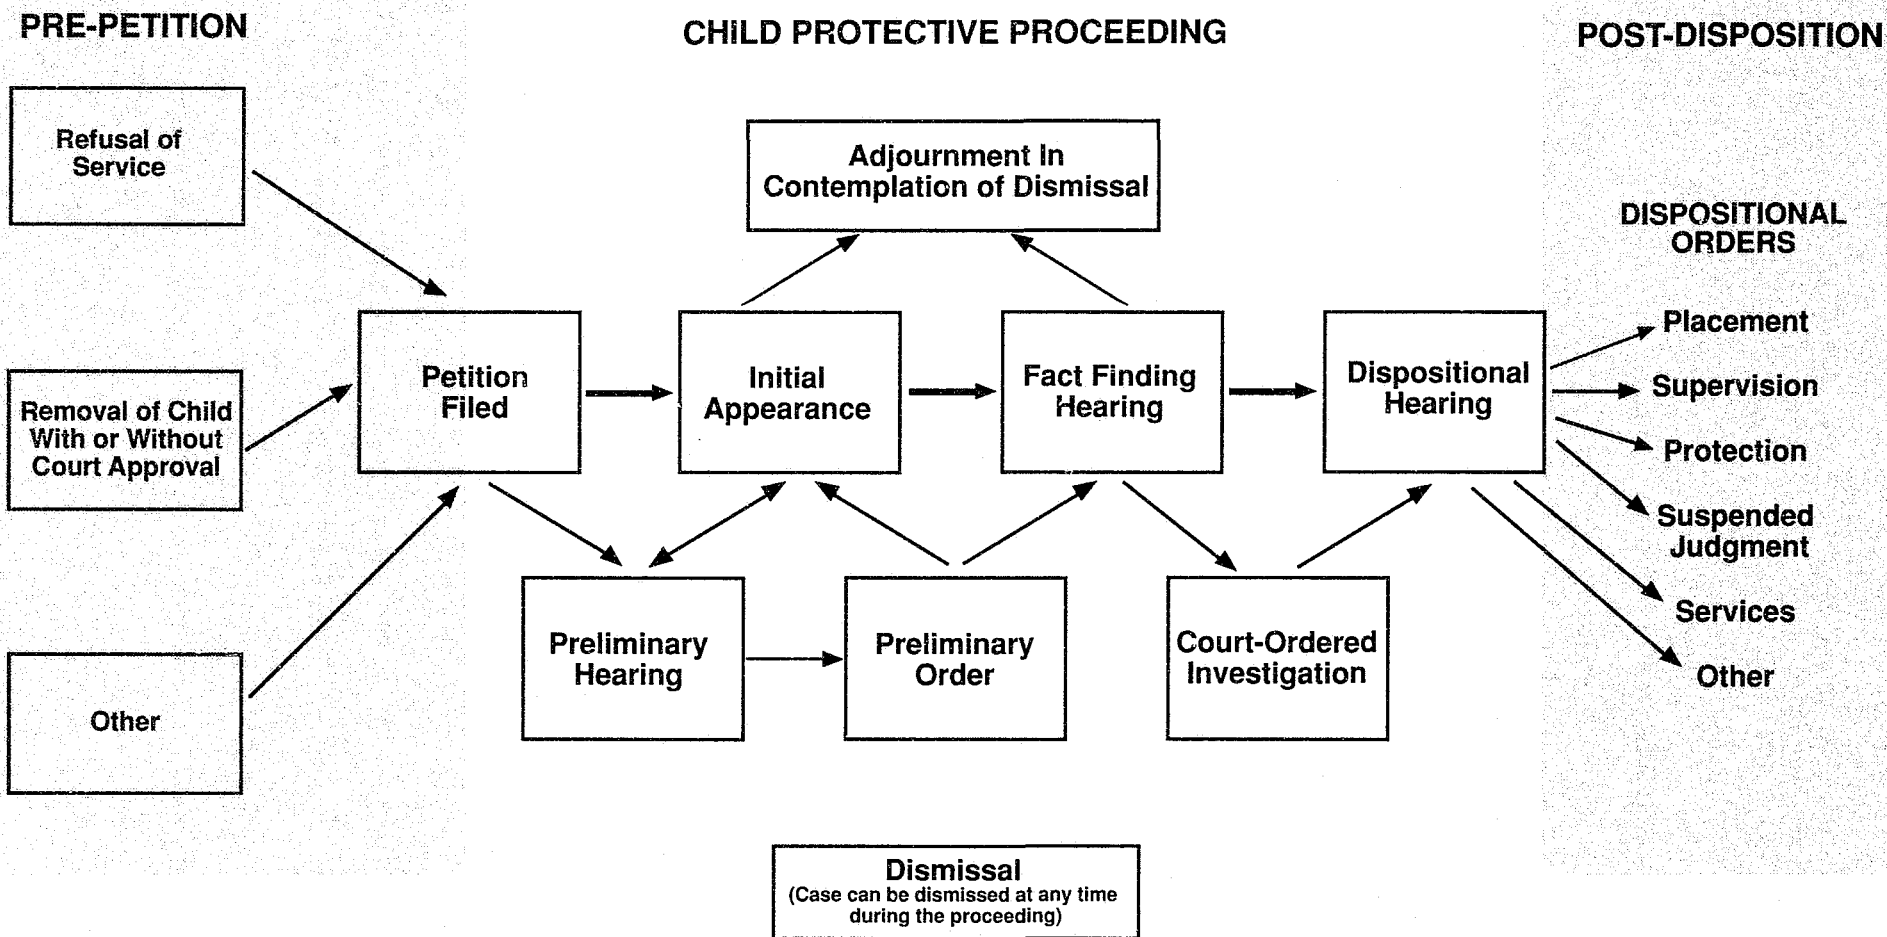 PRE-PETITION
CHILD PROTECTIVE PROCEEDING
POST-DISPOSITION
Refusal of
Service
Removal of Child
With or Without
Court Approval
Other
Adjournment In
Contemplation of Dismissal
Petition
Filed
Initial
Appearance
Fact Finding
Hearing
Dispositional
Hearing
Preliminary
Hearing
Preliminary
Order
Court-Ordered
Investigation
Dismissal
(Case can be dismissed at any time
during the proceeding)
DISPOSITIONAL
ORDERS
Placement
Supervision
Protection
Suspended
Judgment
Services
Other